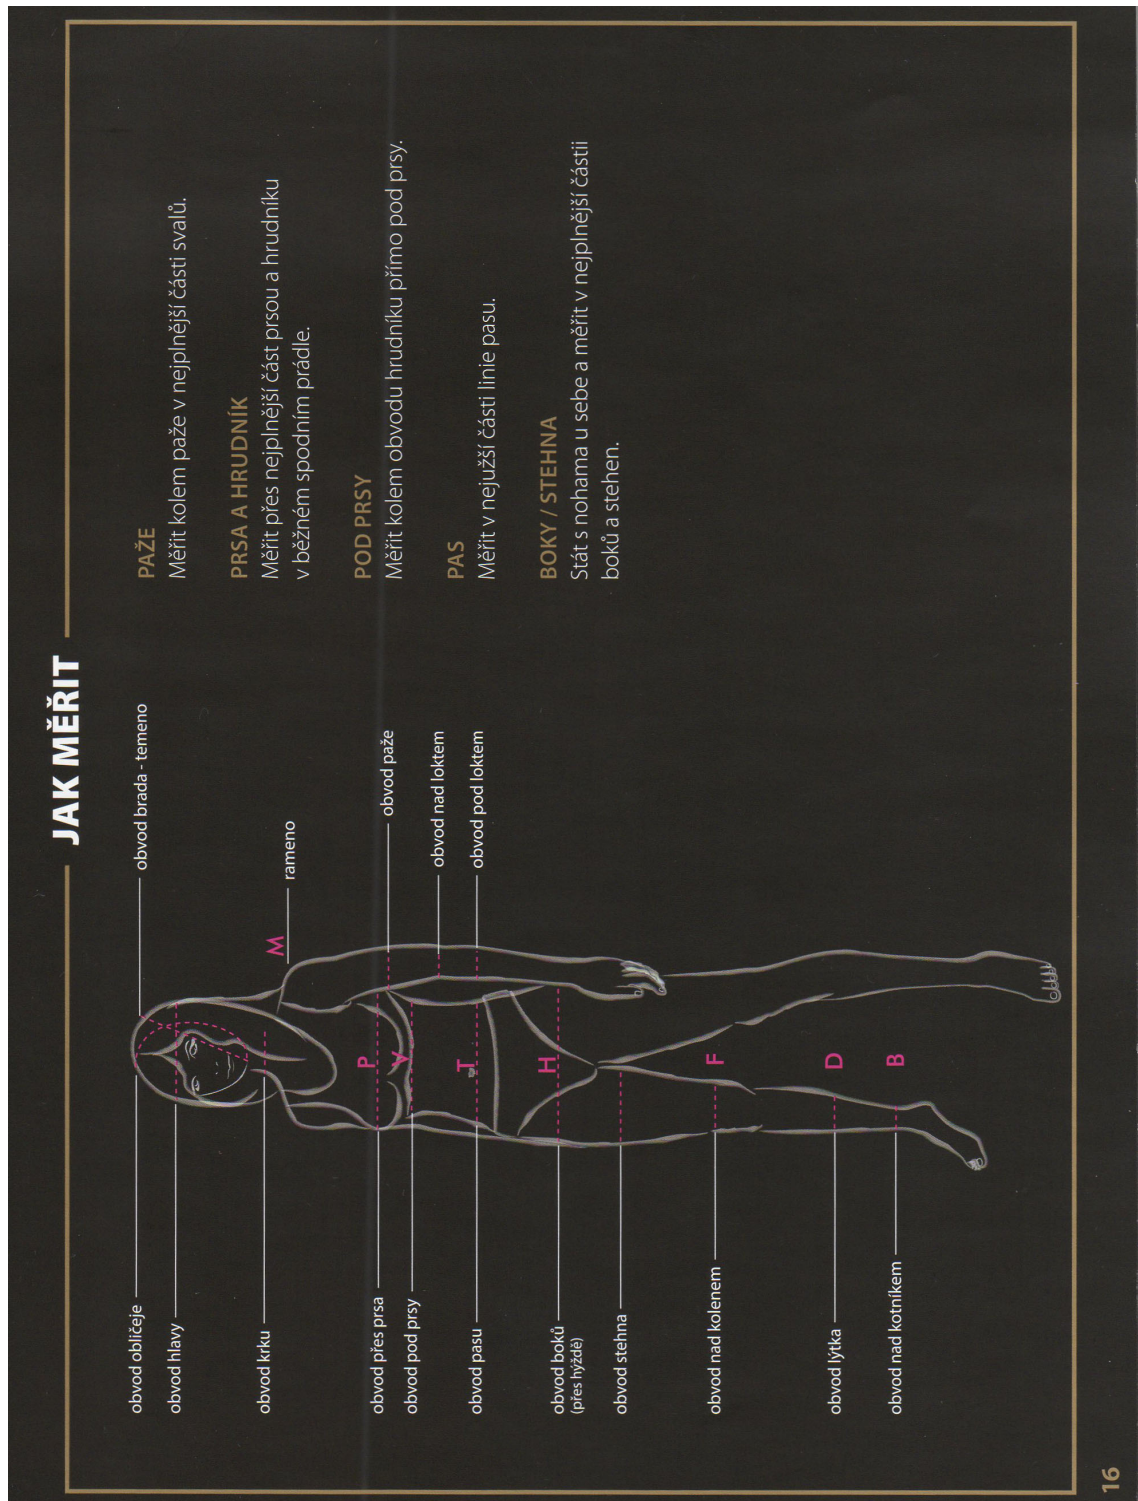 JAK MĚŘIT
obvod obličeje
obvod hlavy
obvod krku
obvod přes prsa
obvod pod prsy
obvod pasu
obvod boků
(přes hýždě)
obvod stehna
obvod nad kolenem
obvod lýtka
obvod nad kotníkem
M
P
A
T
H
F
D
B
obvod brada - temeno
rameno
obvod paže
obvod nad loktem
obvod pod loktem
PAŽE
Měřit kolem paže v nejplnější části svalů.
PRSA A HRUDNÍK
Měřit přes nejplnější část prsou a hrudníku
v běžném spodním prádle.
POD PRSY
Měřit kolem obvodu hrudníku přímo pod prsy.
PAS
Měřit v nejužší části linie pasu.
BOKY / STEHNA
Stát s nohama u sebe a měřit v nejplnější částii
boků a stehen.
16